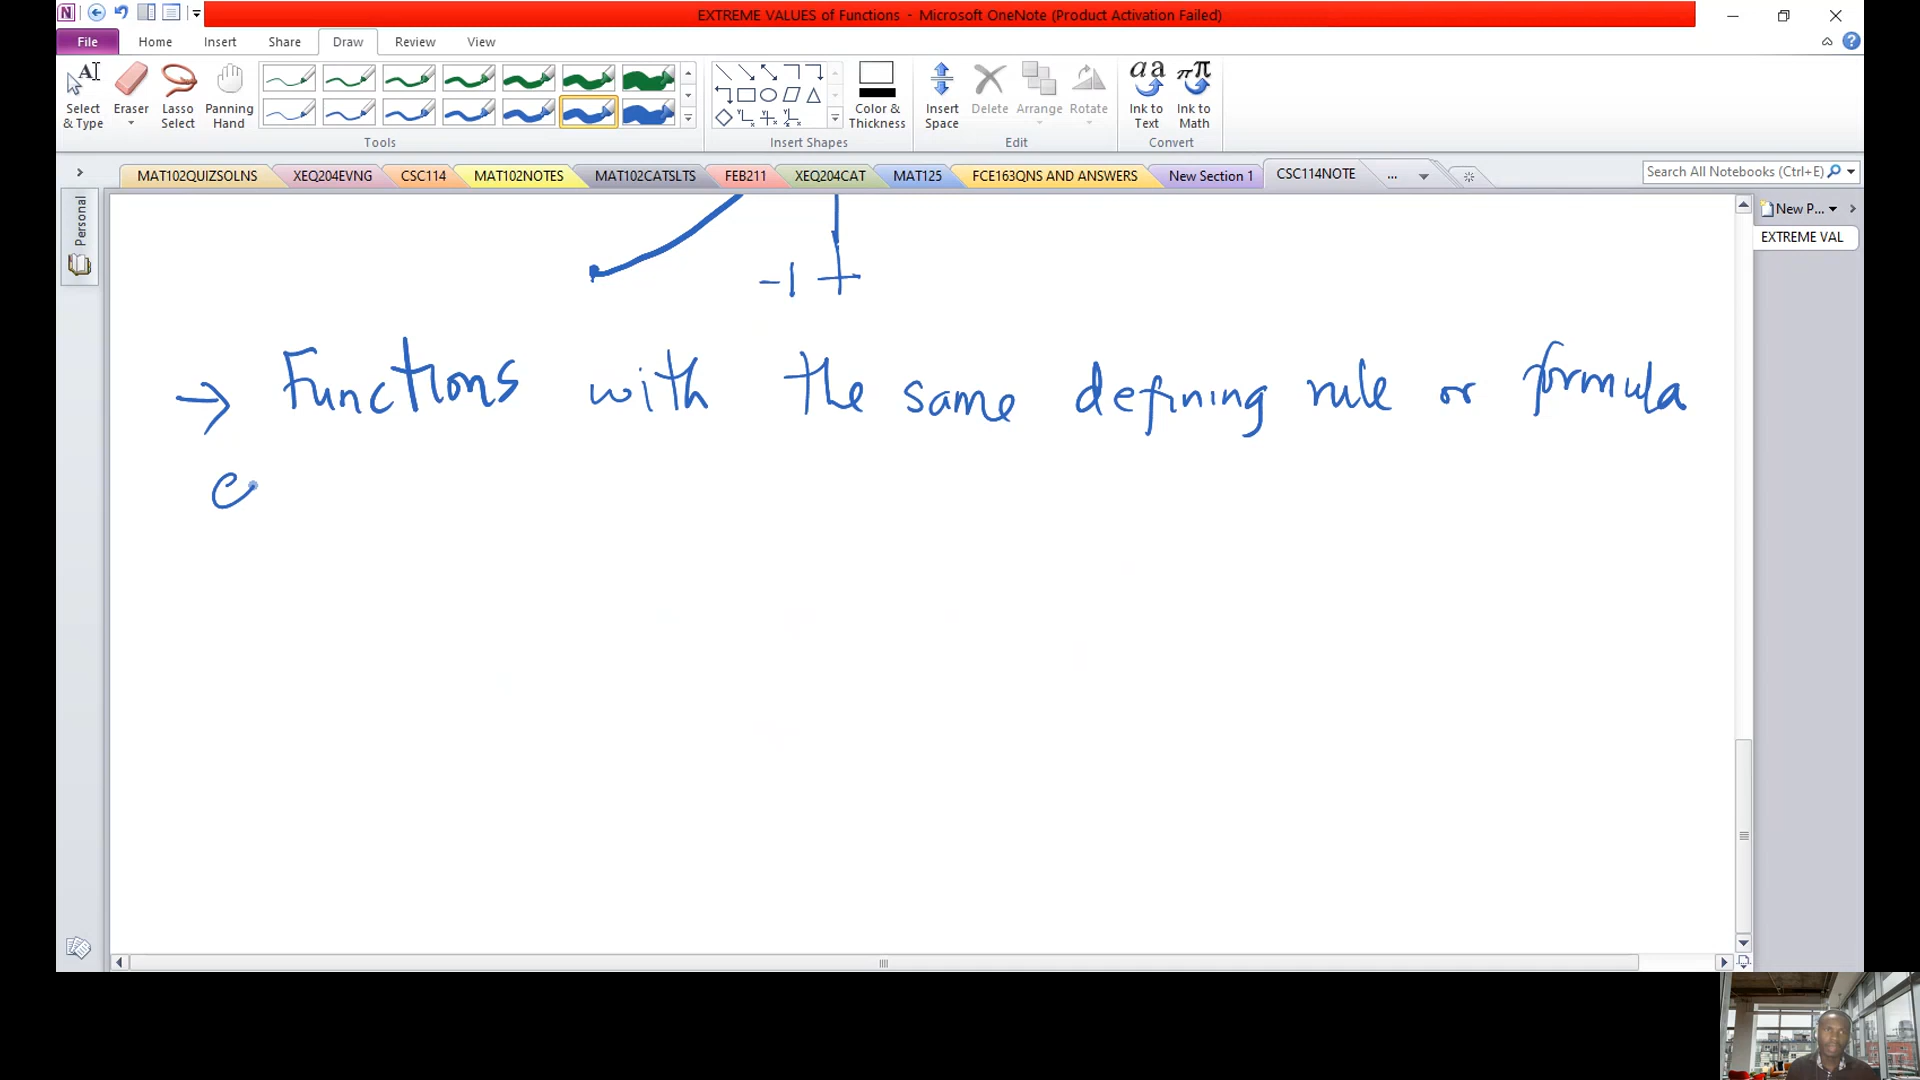 EXTREME VALUES of Functions - Microsoft OneNote (Product Activation Failed)
File Home Insert Share Draw Review View
Select & Type
Eraser
Lasso Select
Panning Hand
Color & Thickness
Insert Space
Delete
Arrange
Rotate
Ink to Text
Ink to Math
Tools Insert Shapes Edit Convert
MAT102QUIZSOLNS XEQ204EVNG CSC114 MAT102NOTES MAT102CATSLTS FEB211 XEQ204CAT MAT125 FCE163QNS AND ANSWERS New Section 1 CSC114NOTE ...
Search All Notebooks (Ctrl+E)
Personal
New P...
EXTREME VAL
-1
→ Functions with the same defining rule or formula
c